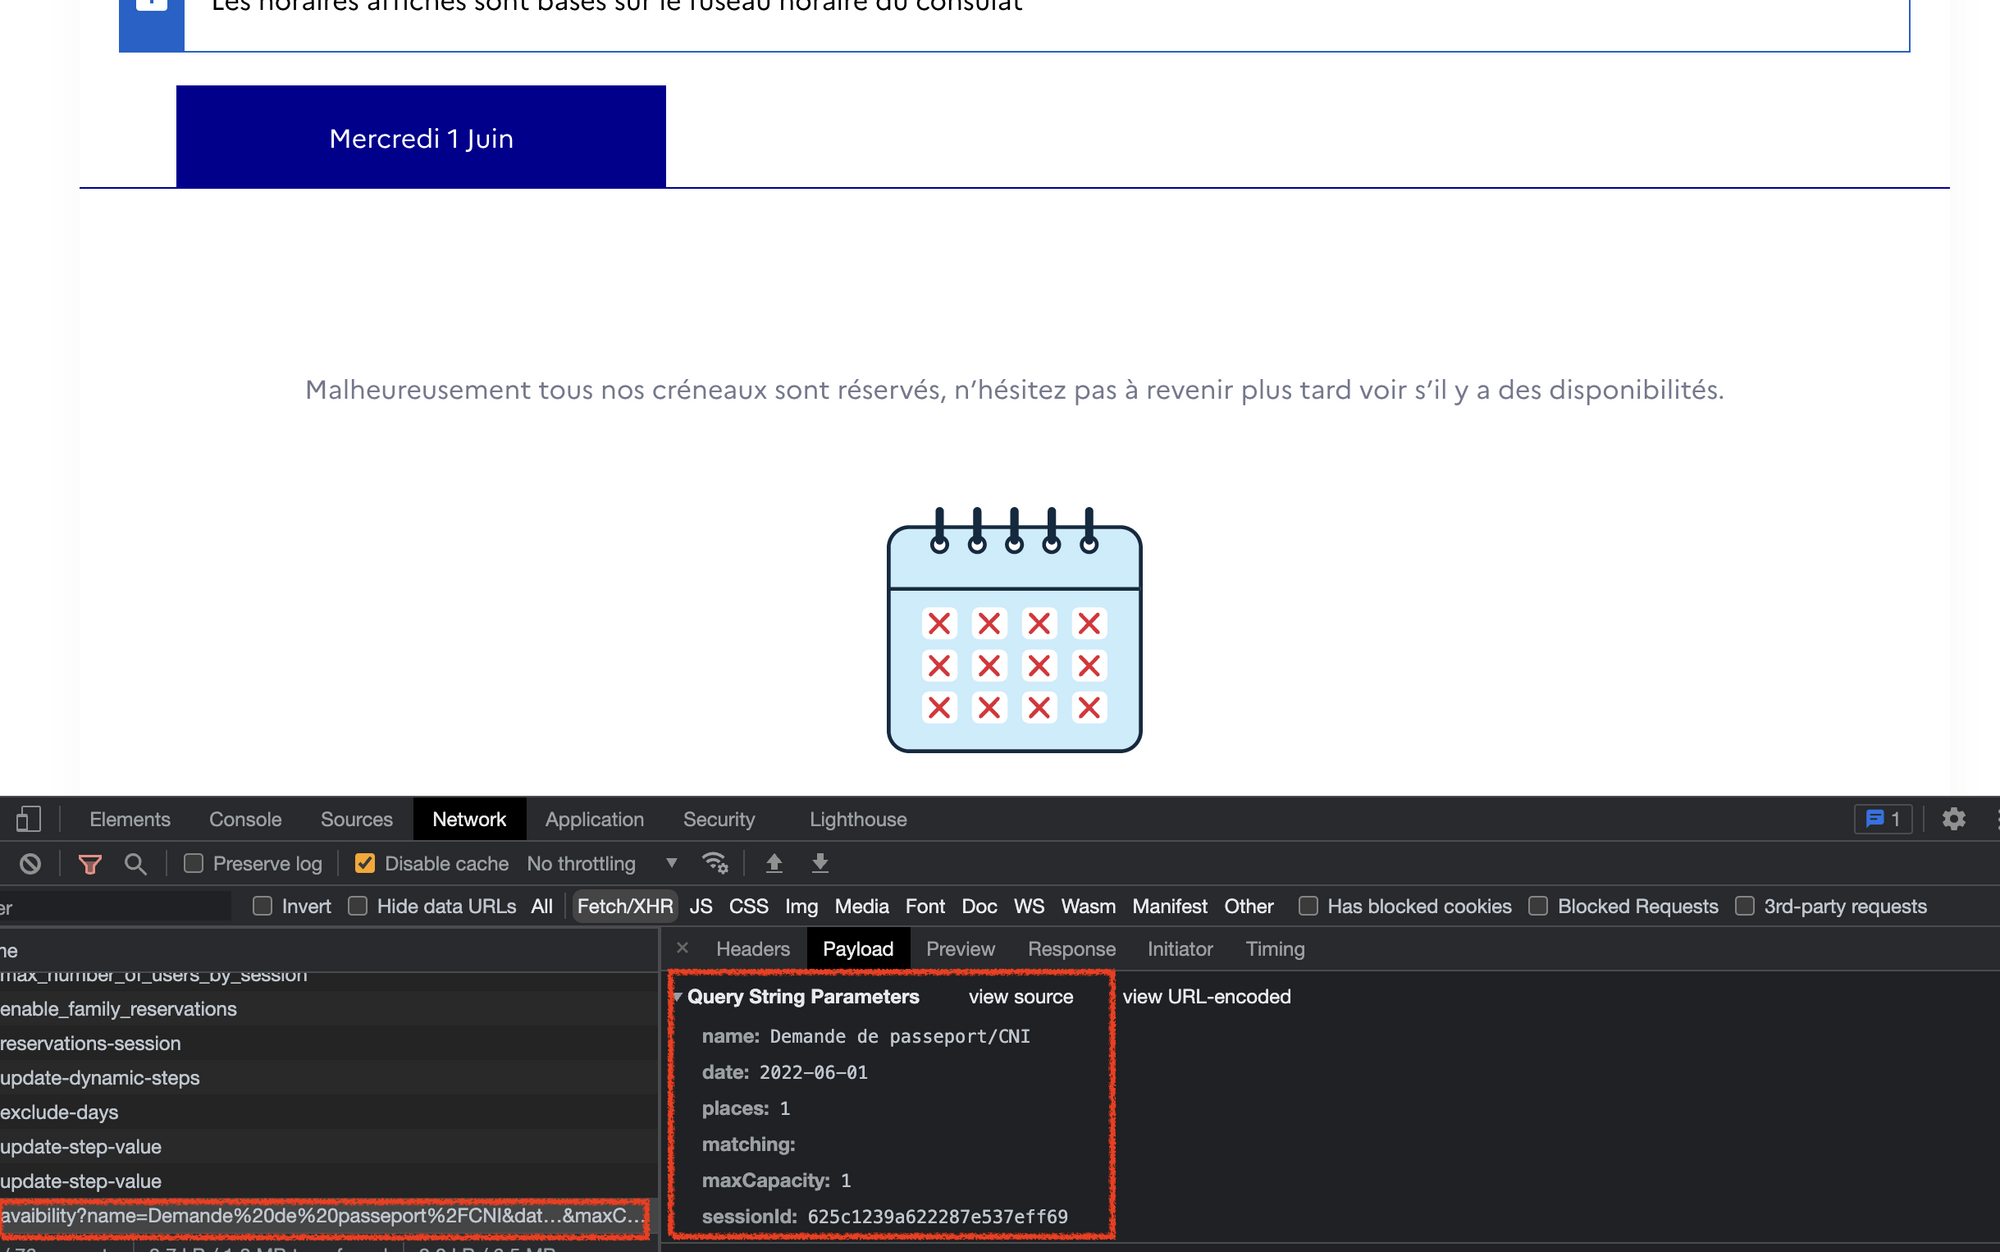 Les horaires affichés sont basés sur le fuseau horaire du consulat
Mercredi 1 Juin
Malheureusement tous nos créneaux sont réservés, n’hésitez pas à revenir plus tard voir s’il y a des disponibilités.
Elements Console Sources Network Application Security Lighthouse 1
Preserve log Disable cache No throttling
er Invert Hide data URLs All Fetch/XHR JS CSS Img Media Font Doc WS Wasm Manifest Other Has blocked cookies Blocked Requests 3rd-party requests
ne
Headers Payload Preview Response Initiator Timing
max_number_of_users_by_session
enable_family_reservations
reservations-session
update-dynamic-steps
exclude-days
update-step-value
update-step-value
avaibility?name=Demande%20de%20passeport%2FCNI&dat...&maxC...
Query String Parameters view source view URL-encoded
name: Demande de passeport/CNI
date: 2022-06-01
places: 1
matching:
maxCapacity: 1
sessionId: 625c1239a622287e537eff69